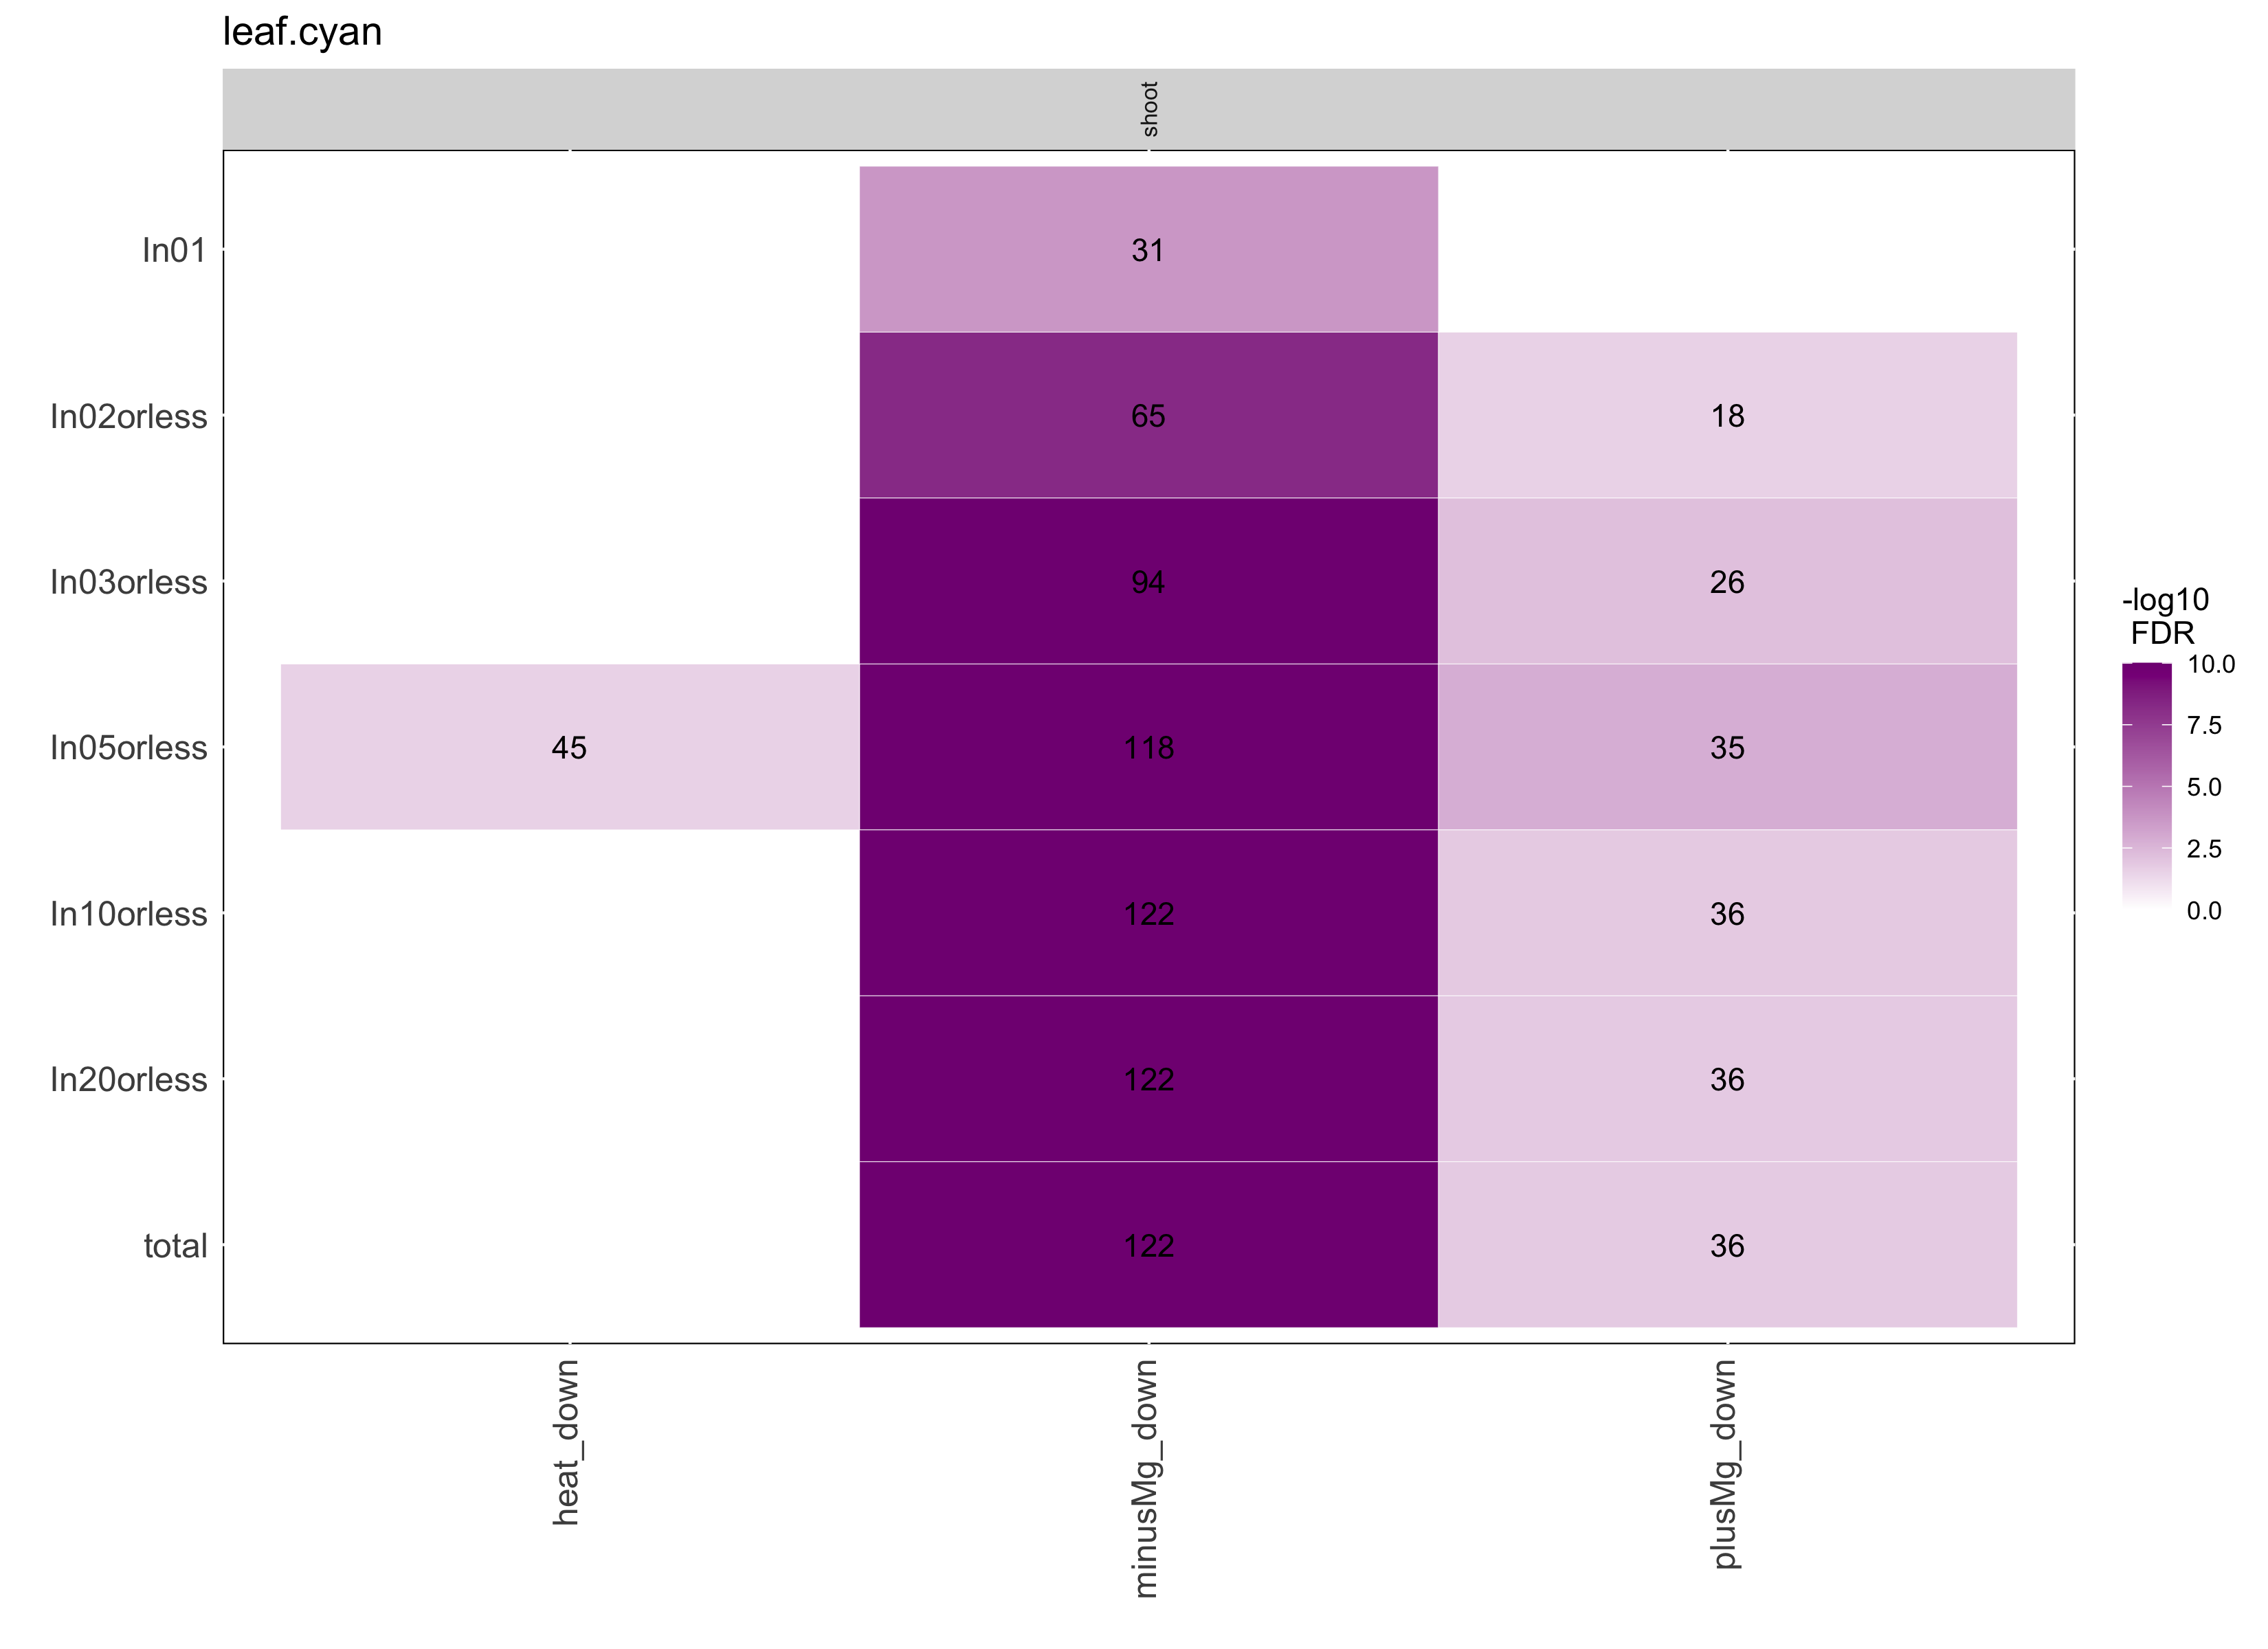 leaf.cyan
shoot
In01
31
In02orless
65
18
In03orless
94
26
In05orless
45
118
35
In10orless
122
36
In20orless
122
36
total
122
36
heat_down
minusMg_down
plusMg_down
-log10
FDR
10.0
7.5
5.0
2.5
0.0